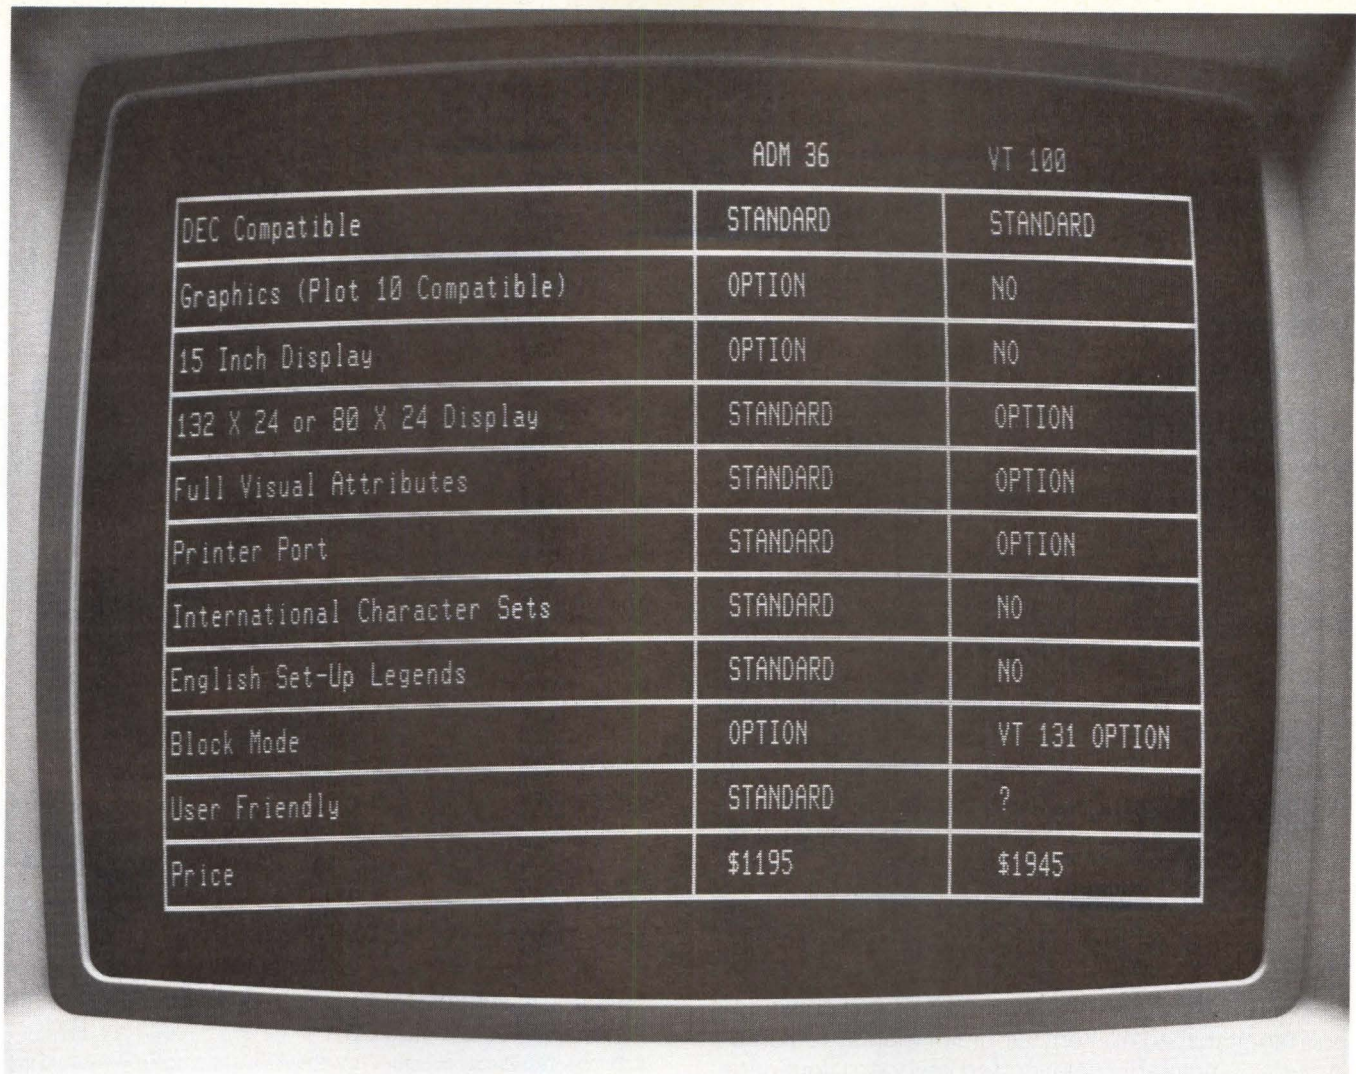 ADM 36 VT 100
DEC Compatible STANDARD STANDARD
Graphics (Plot 10 Compatible) OPTION NO
15 Inch Display OPTION NO
132 X 24 or 80 X 24 Display STANDARD OPTION
Full Visual Attributes STANDARD OPTION
Printer Port STANDARD OPTION
International Character Sets STANDARD NO
English Set-Up Legends STANDARD NO
Block Mode OPTION VT 131 OPTION
User Friendly STANDARD ?
Price $1195 $1945